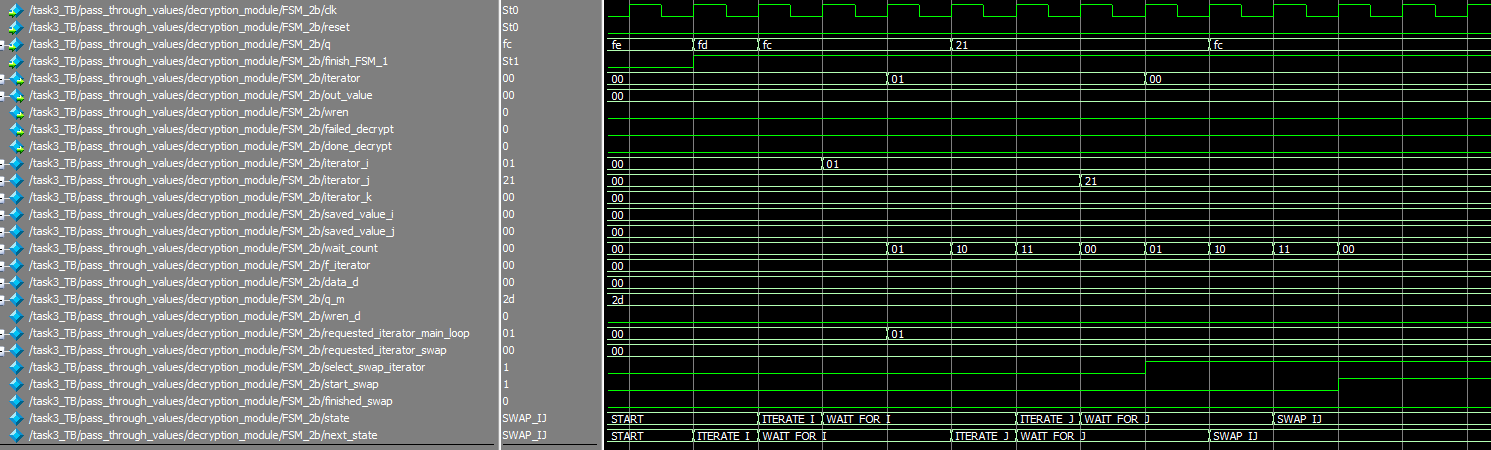 /task3_TB/pass_through_values/decryption_module/FSM_2b/clk St0
/task3_TB/pass_through_values/decryption_module/FSM_2b/reset St0
/task3_TB/pass_through_values/decryption_module/FSM_2b/q fc fe fd fc 21 fc
/task3_TB/pass_through_values/decryption_module/FSM_2b/finish_FSM_1 St1
/task3_TB/pass_through_values/decryption_module/FSM_2b/iterator 00 00 01 00
/task3_TB/pass_through_values/decryption_module/FSM_2b/out_value 00 00
/task3_TB/pass_through_values/decryption_module/FSM_2b/wren 0
/task3_TB/pass_through_values/decryption_module/FSM_2b/failed_decrypt 0
/task3_TB/pass_through_values/decryption_module/FSM_2b/done_decrypt 0
/task3_TB/pass_through_values/decryption_module/FSM_2b/iterator_i 01 00 01
/task3_TB/pass_through_values/decryption_module/FSM_2b/iterator_j 21 00 21
/task3_TB/pass_through_values/decryption_module/FSM_2b/iterator_k 00 00
/task3_TB/pass_through_values/decryption_module/FSM_2b/saved_value_i 00 00
/task3_TB/pass_through_values/decryption_module/FSM_2b/saved_value_j 00 00
/task3_TB/pass_through_values/decryption_module/FSM_2b/wait_count 00 00 01 10 11 00 01 10 11 00
/task3_TB/pass_through_values/decryption_module/FSM_2b/f_iterator 00 00
/task3_TB/pass_through_values/decryption_module/FSM_2b/data_d 00 00
/task3_TB/pass_through_values/decryption_module/FSM_2b/q_m 2d 2d
/task3_TB/pass_through_values/decryption_module/FSM_2b/wren_d 0
/task3_TB/pass_through_values/decryption_module/FSM_2b/requested_iterator_main_loop 01 00 01
/task3_TB/pass_through_values/decryption_module/FSM_2b/requested_iterator_swap 00 00
/task3_TB/pass_through_values/decryption_module/FSM_2b/select_swap_iterator 1
/task3_TB/pass_through_values/decryption_module/FSM_2b/start_swap 1
/task3_TB/pass_through_values/decryption_module/FSM_2b/finished_swap 0
/task3_TB/pass_through_values/decryption_module/FSM_2b/state SWAP_IJ START ITERATE_I WAIT_FOR_I ITERATE_J WAIT_FOR_J SWAP_IJ
/task3_TB/pass_through_values/decryption_module/FSM_2b/next_state SWAP_IJ START ITERATE_I WAIT_FOR_I ITERATE_J WAIT_FOR_J SWAP_IJ